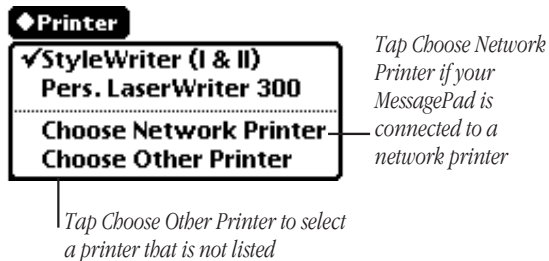 ◆Printer
✓StyleWriter (I & II)
Pers. LaserWriter 300
Choose Network Printer
Choose Other Printer
Tap Choose Network
Printer if your
MessagePad is
connected to a
network printer
Tap Choose Other Printer to select
a printer that is not listed